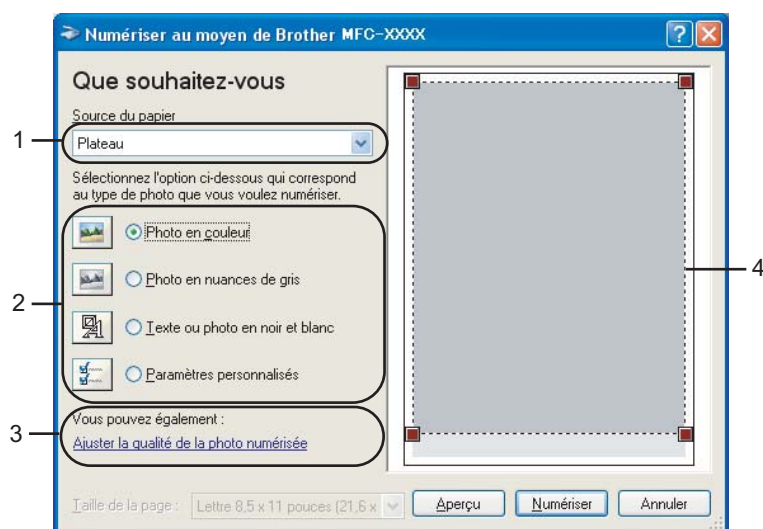 Numériser au moyen de Brother MFC-XXXX
Que souhaitez-vous
Source du papier
1
Plateau
Sélectionnez l'option ci-dessous qui correspond
au type de photo que vous voulez numériser.
Photo en couleur
Photo en nuances de gris
2
Texte ou photo en noir et blanc
Paramètres personnalisés
3
Vous pouvez également :
Ajuster la qualité de la photo numérisée
4
Taille de la page :
Lettre 8,5 x 11 pouces (21,6 x
Aperçu
Numériser
Annuler